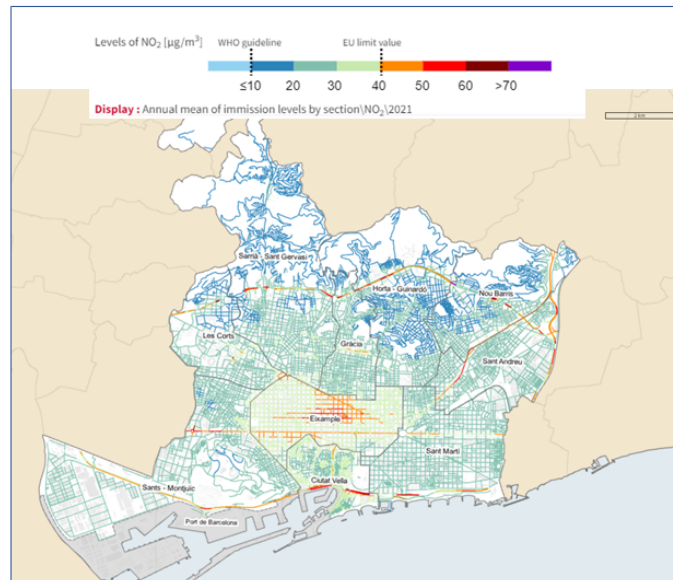 Levels of NO₂ [µg/m³]
WHO guideline
EU limit value
≤10 20 30 40 50 60 >70
Display : Annual mean of immission levels by section\NO₂\2021
2 km
Sarrià - Sant Gervasi
Horta - Guinardó
Nou Barris
Les Corts
Gràcia
Sant Andreu
Eixample
Sant Martí
Ciutat Vella
Sants - Montjuïc
Port de Barcelona